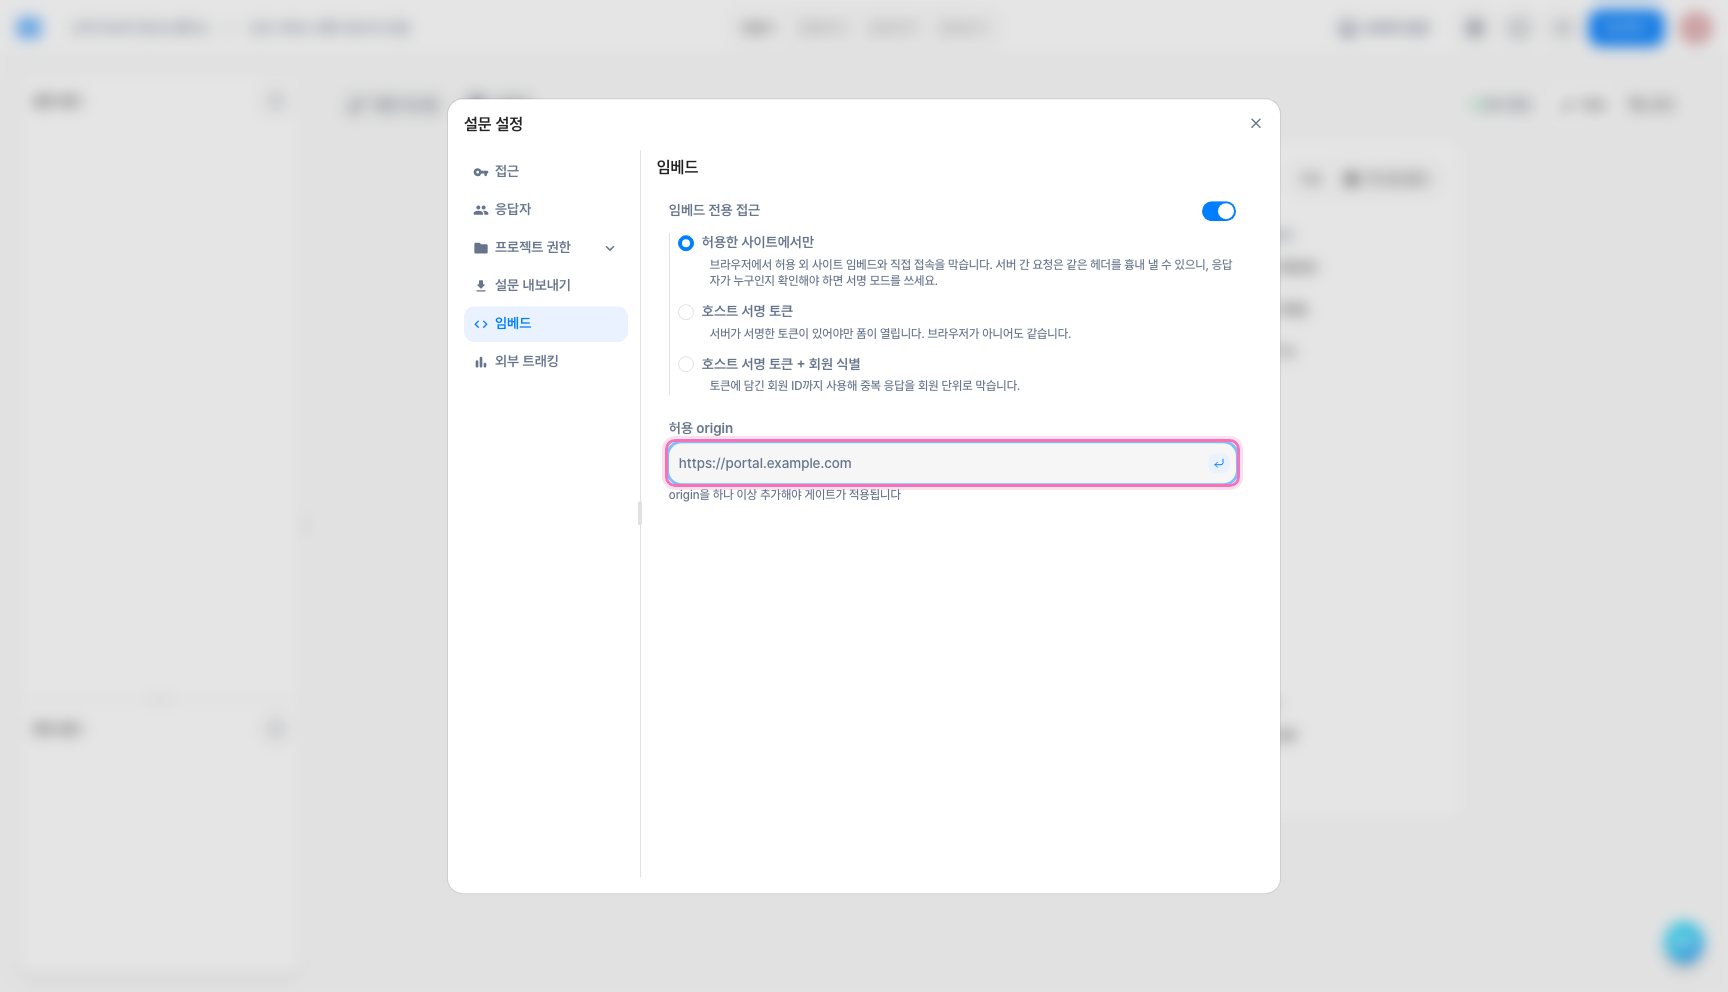 설문 설정
접근
응답자
프로젝트 권한
설문 내보내기
임베드
외부 트래킹
임베드
임베드 전용 접근
허용한 사이트에서만
브라우저에서 허용 외 사이트 임베드와 직접 접속을 막습니다. 서버 간 요청은 같은 헤더를 흉내 낼 수 있으니, 응답
자가 누구인지 확인해야 하면 서명 모드를 쓰세요.
호스트 서명 토큰
서버가 서명한 토큰이 있어야만 폼이 열립니다. 브라우저가 아니어도 같습니다.
호스트 서명 토큰 + 회원 식별
토큰에 담긴 회원 ID까지 사용해 중복 응답을 회원 단위로 막습니다.
허용 origin
https://portal.example.com
origin을 하나 이상 추가해야 게이트가 적용됩니다